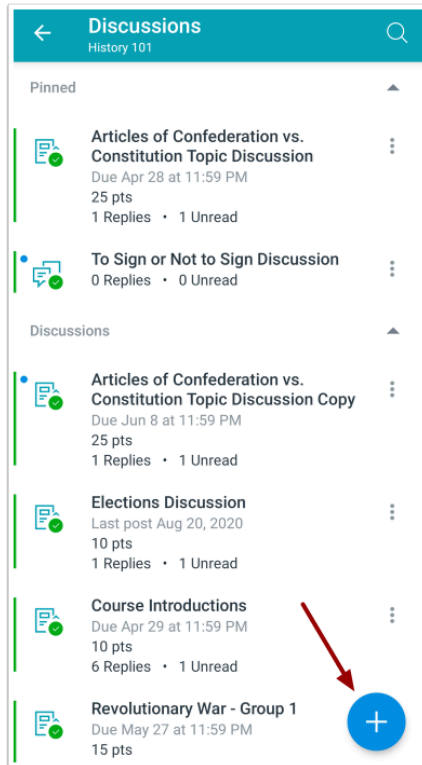 Discussions
History 101
Pinned
Articles of Confederation vs.
Constitution Topic Discussion
Due Apr 28 at 11:59 PM
25 pts
1 Replies • 1 Unread
To Sign or Not to Sign Discussion
0 Replies • 0 Unread
Discussions
Articles of Confederation vs.
Constitution Topic Discussion Copy
Due Jun 8 at 11:59 PM
25 pts
1 Replies • 1 Unread
Elections Discussion
Last post Aug 20, 2020
10 pts
1 Replies • 1 Unread
Course Introductions
Due Apr 29 at 11:59 PM
10 pts
6 Replies • 1 Unread
Revolutionary War - Group 1
Due May 27 at 11:59 PM
15 pts